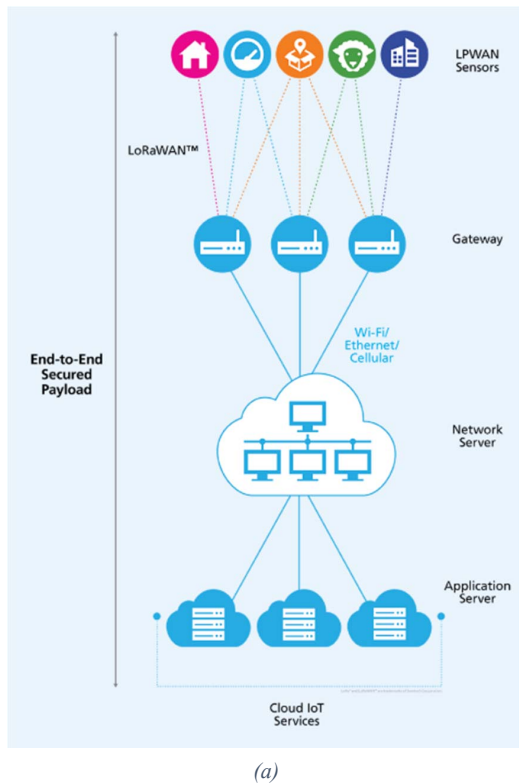 LPWAN
Sensors
LoRaWAN™
Gateway
Wi-Fi/
Ethernet/
Cellular
End-to-End
Secured
Payload
Network
Server
Application
Server
Cloud IoT
Services
(a)